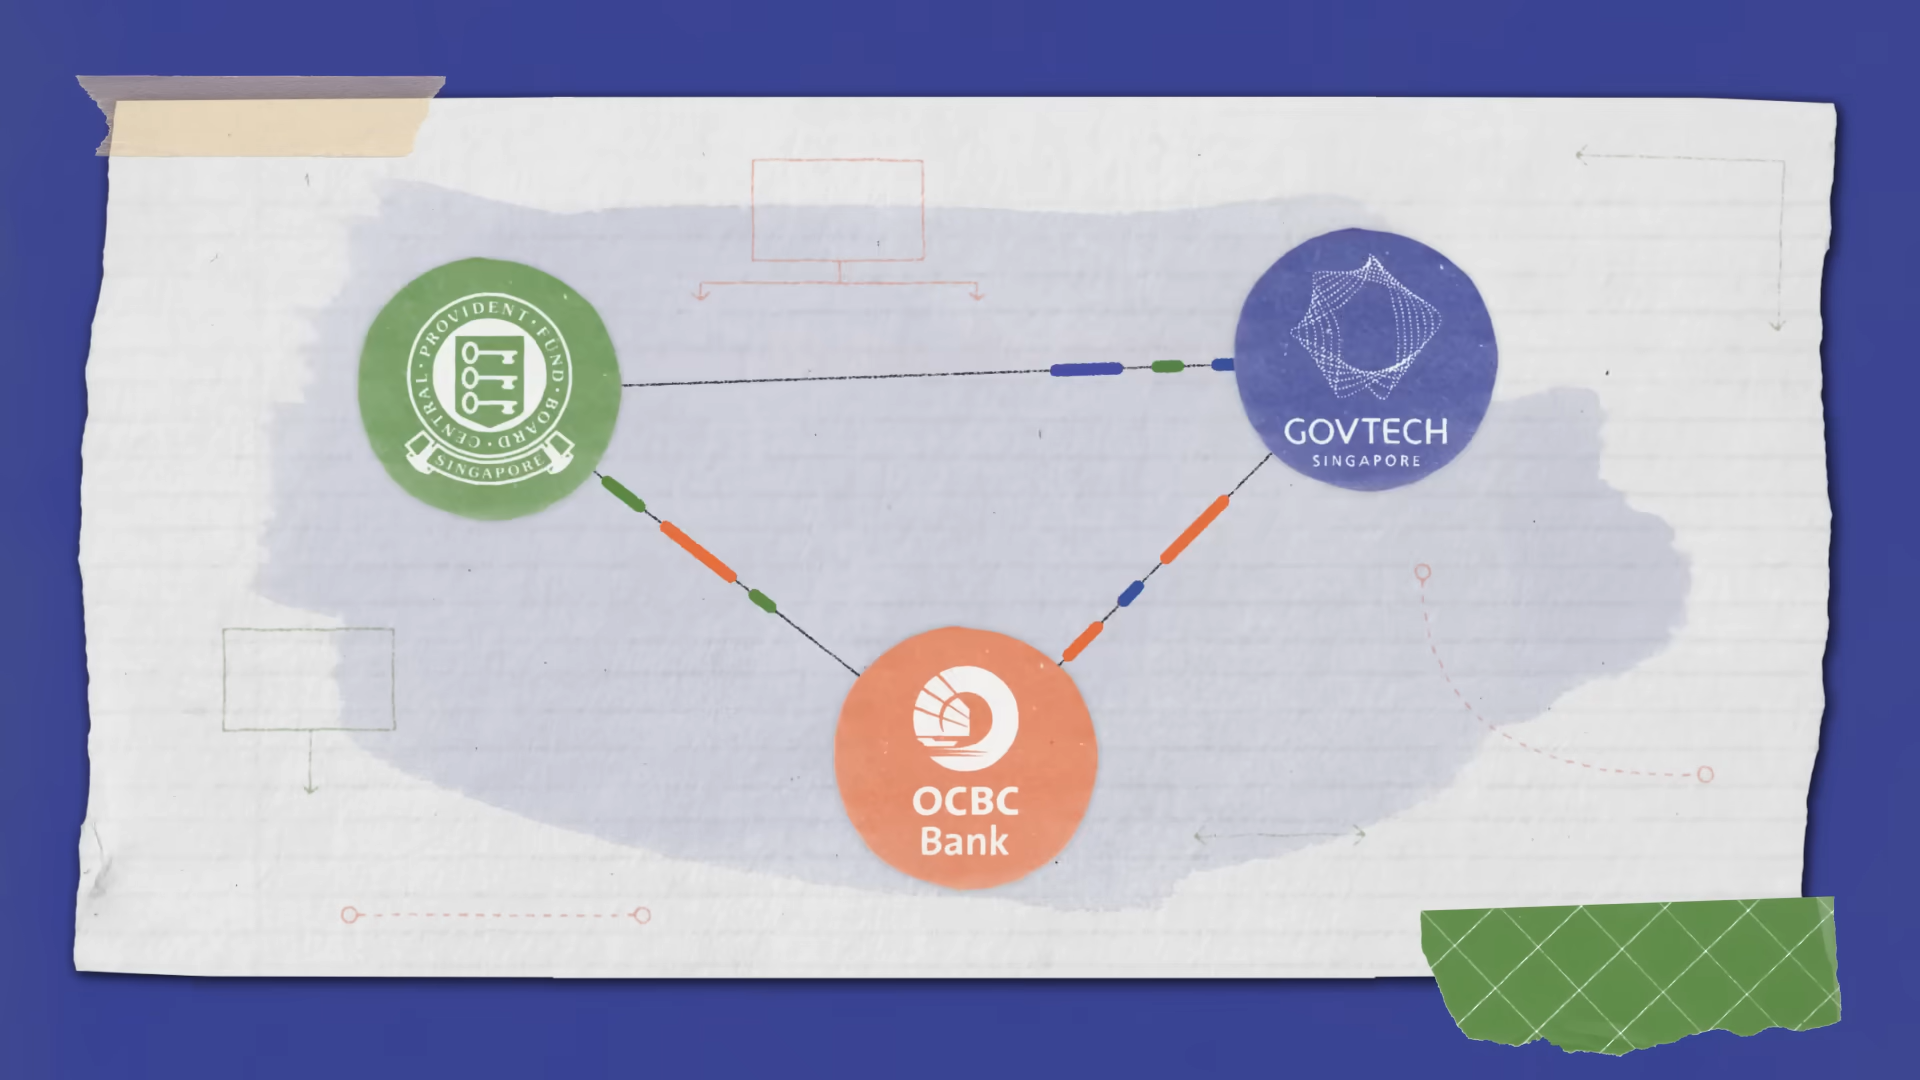 CENTRAL · PROVIDENT · FUND · BOARD ·
SINGAPORE
GOVTECH
SINGAPORE
OCBC
Bank